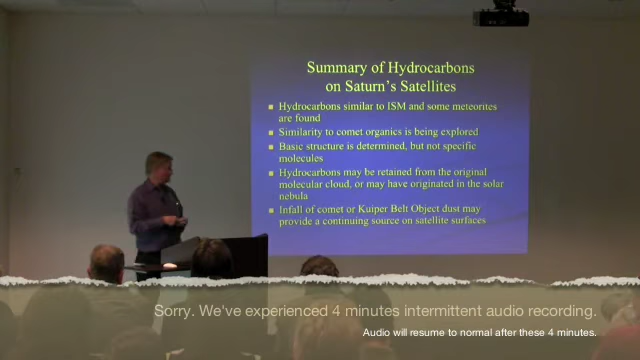 Summary of Hydrocarbons
on Saturn's Satellites
Hydrocarbons similar to ISM and some meteorites
are found
Similarity to comet organics is being explored
Basic structure is determined, but not specific
molecules
Hydrocarbons may be retained from the original
molecular cloud, or may have originated in the solar
nebula
Infall of comet or Kuiper Belt Object dust may
provide a continuing source on satellite surfaces
Sorry. We've experienced 4 minutes intermittent audio recording.
Audio will resume to normal after these 4 minutes.